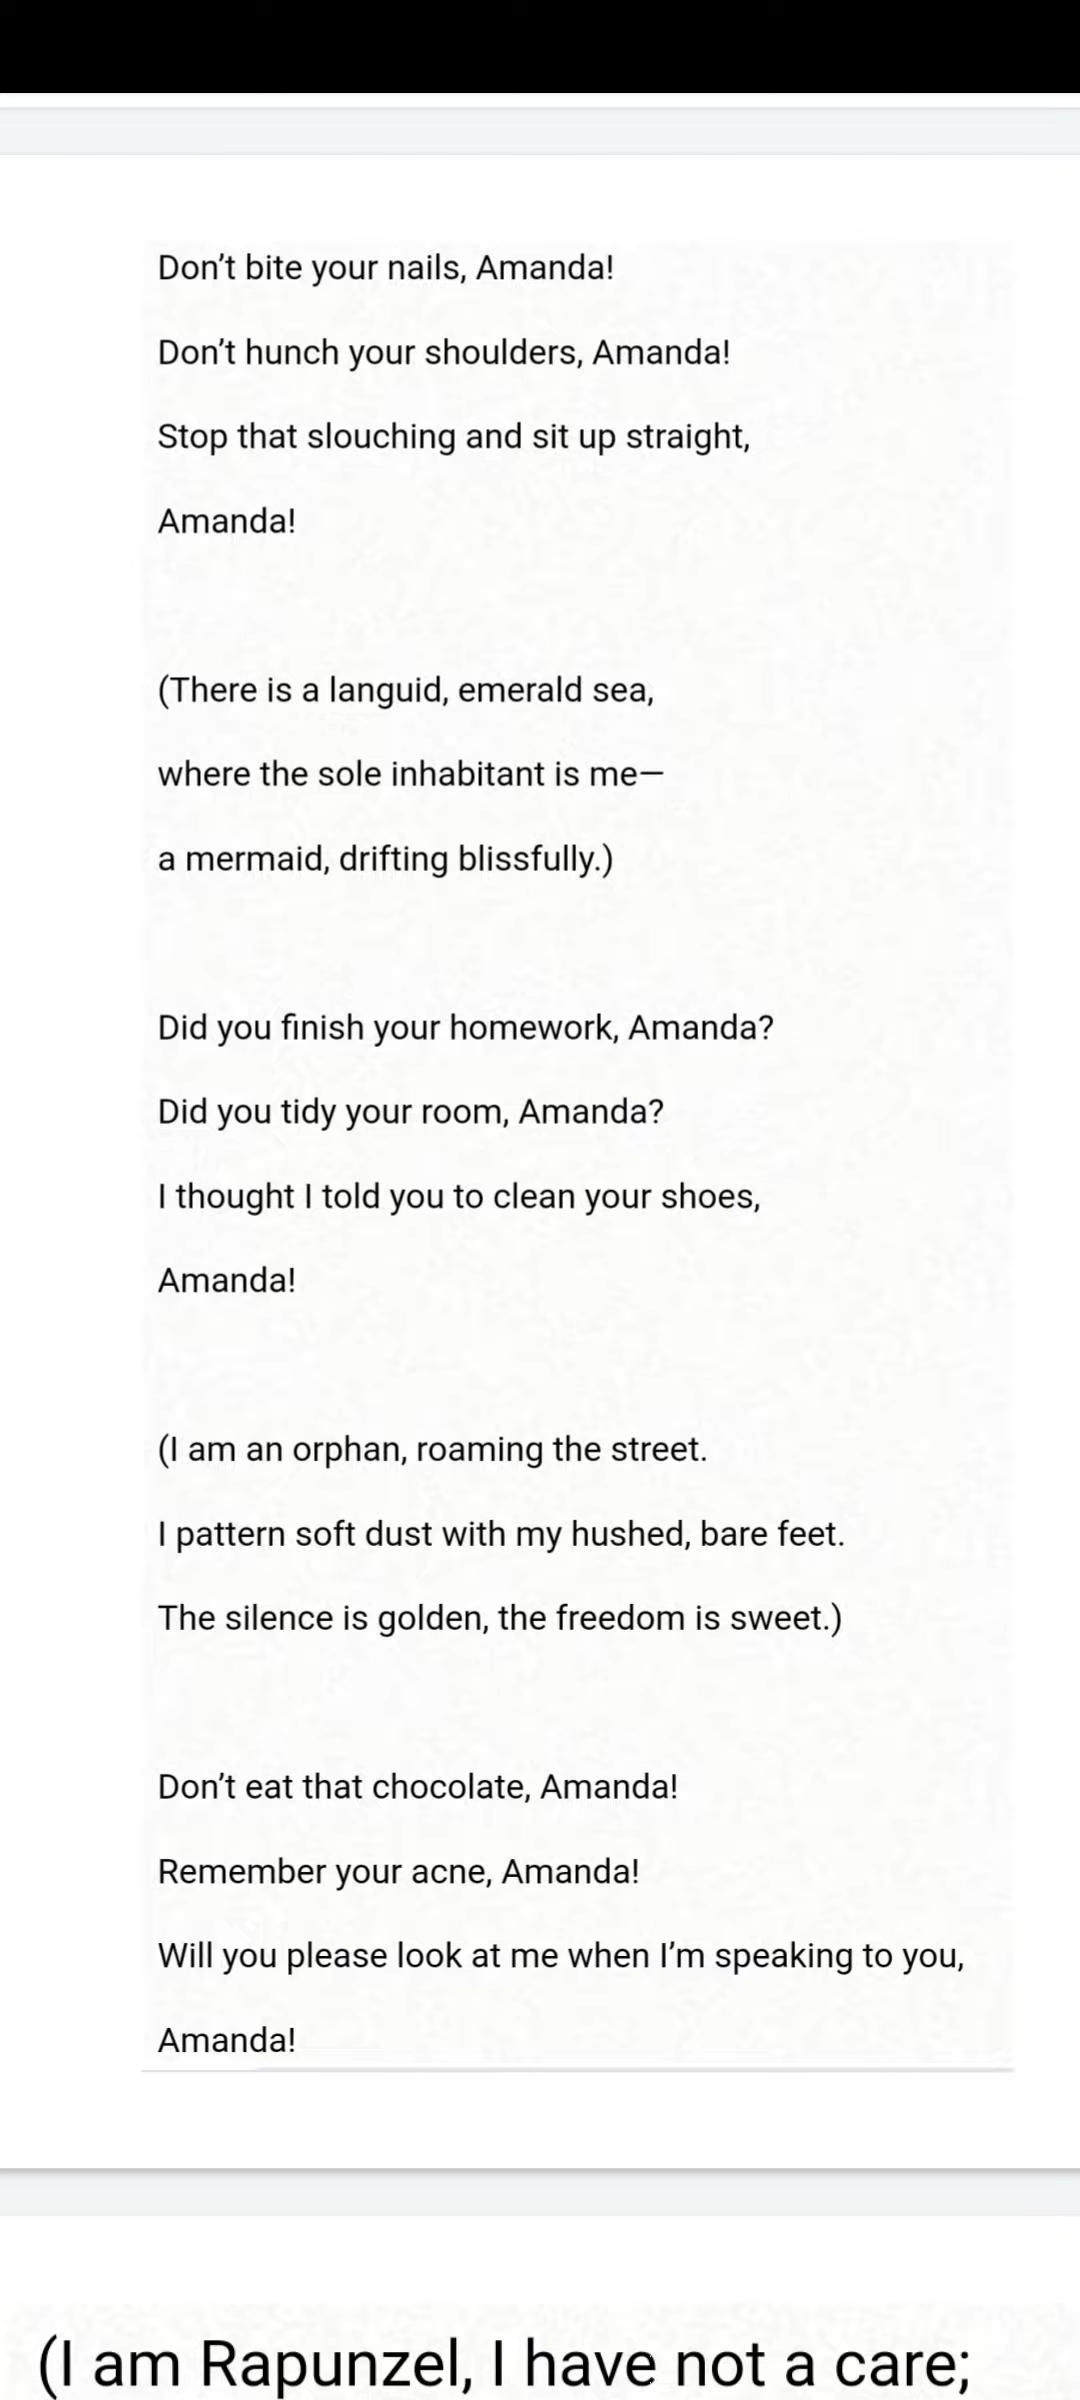 Don’t bite your nails, Amanda!
Don’t hunch your shoulders, Amanda!
Stop that slouching and sit up straight,
Amanda!
(There is a languid, emerald sea,
where the sole inhabitant is me—
a mermaid, drifting blissfully.)
Did you finish your homework, Amanda?
Did you tidy your room, Amanda?
I thought I told you to clean your shoes,
Amanda!
(I am an orphan, roaming the street.
I pattern soft dust with my hushed, bare feet.
The silence is golden, the freedom is sweet.)
Don’t eat that chocolate, Amanda!
Remember your acne, Amanda!
Will you please look at me when I’m speaking to you,
Amanda!
(I am Rapunzel, I have not a care;